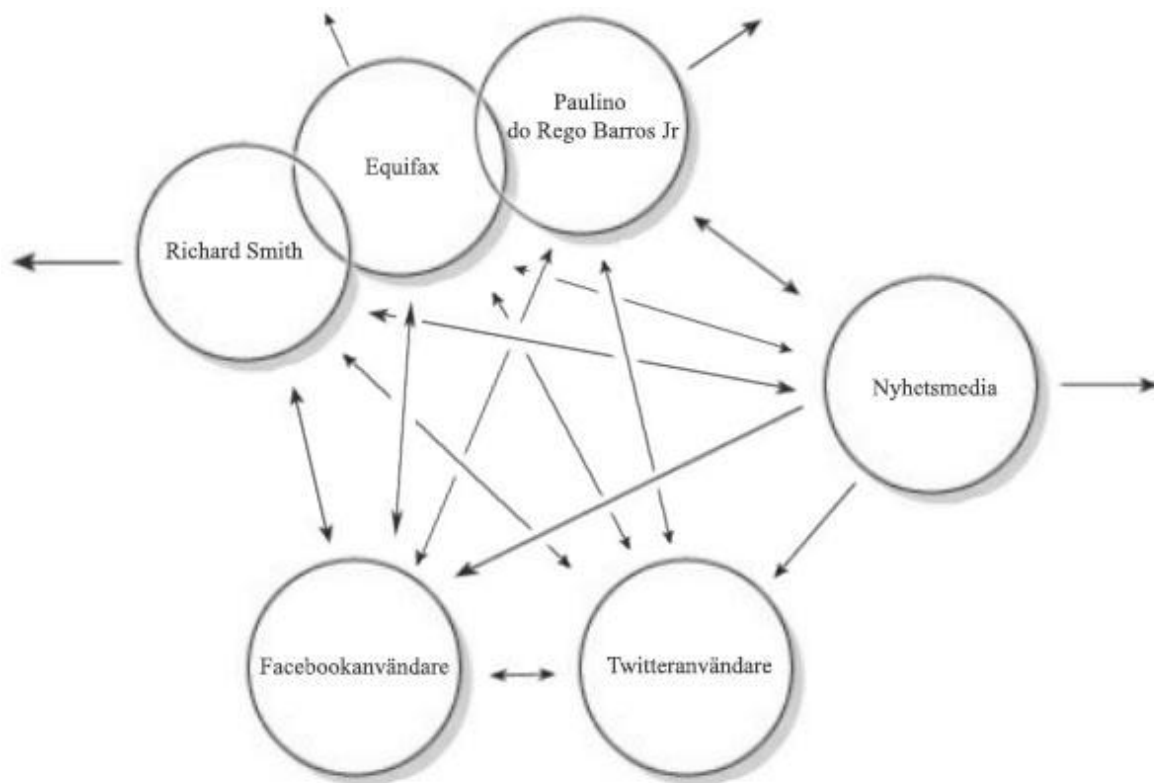 Paulino
do Rego Barros Jr
Equifax
Richard Smith
Nyhetsmedia
Facebookanvändare
Twitteranvändare